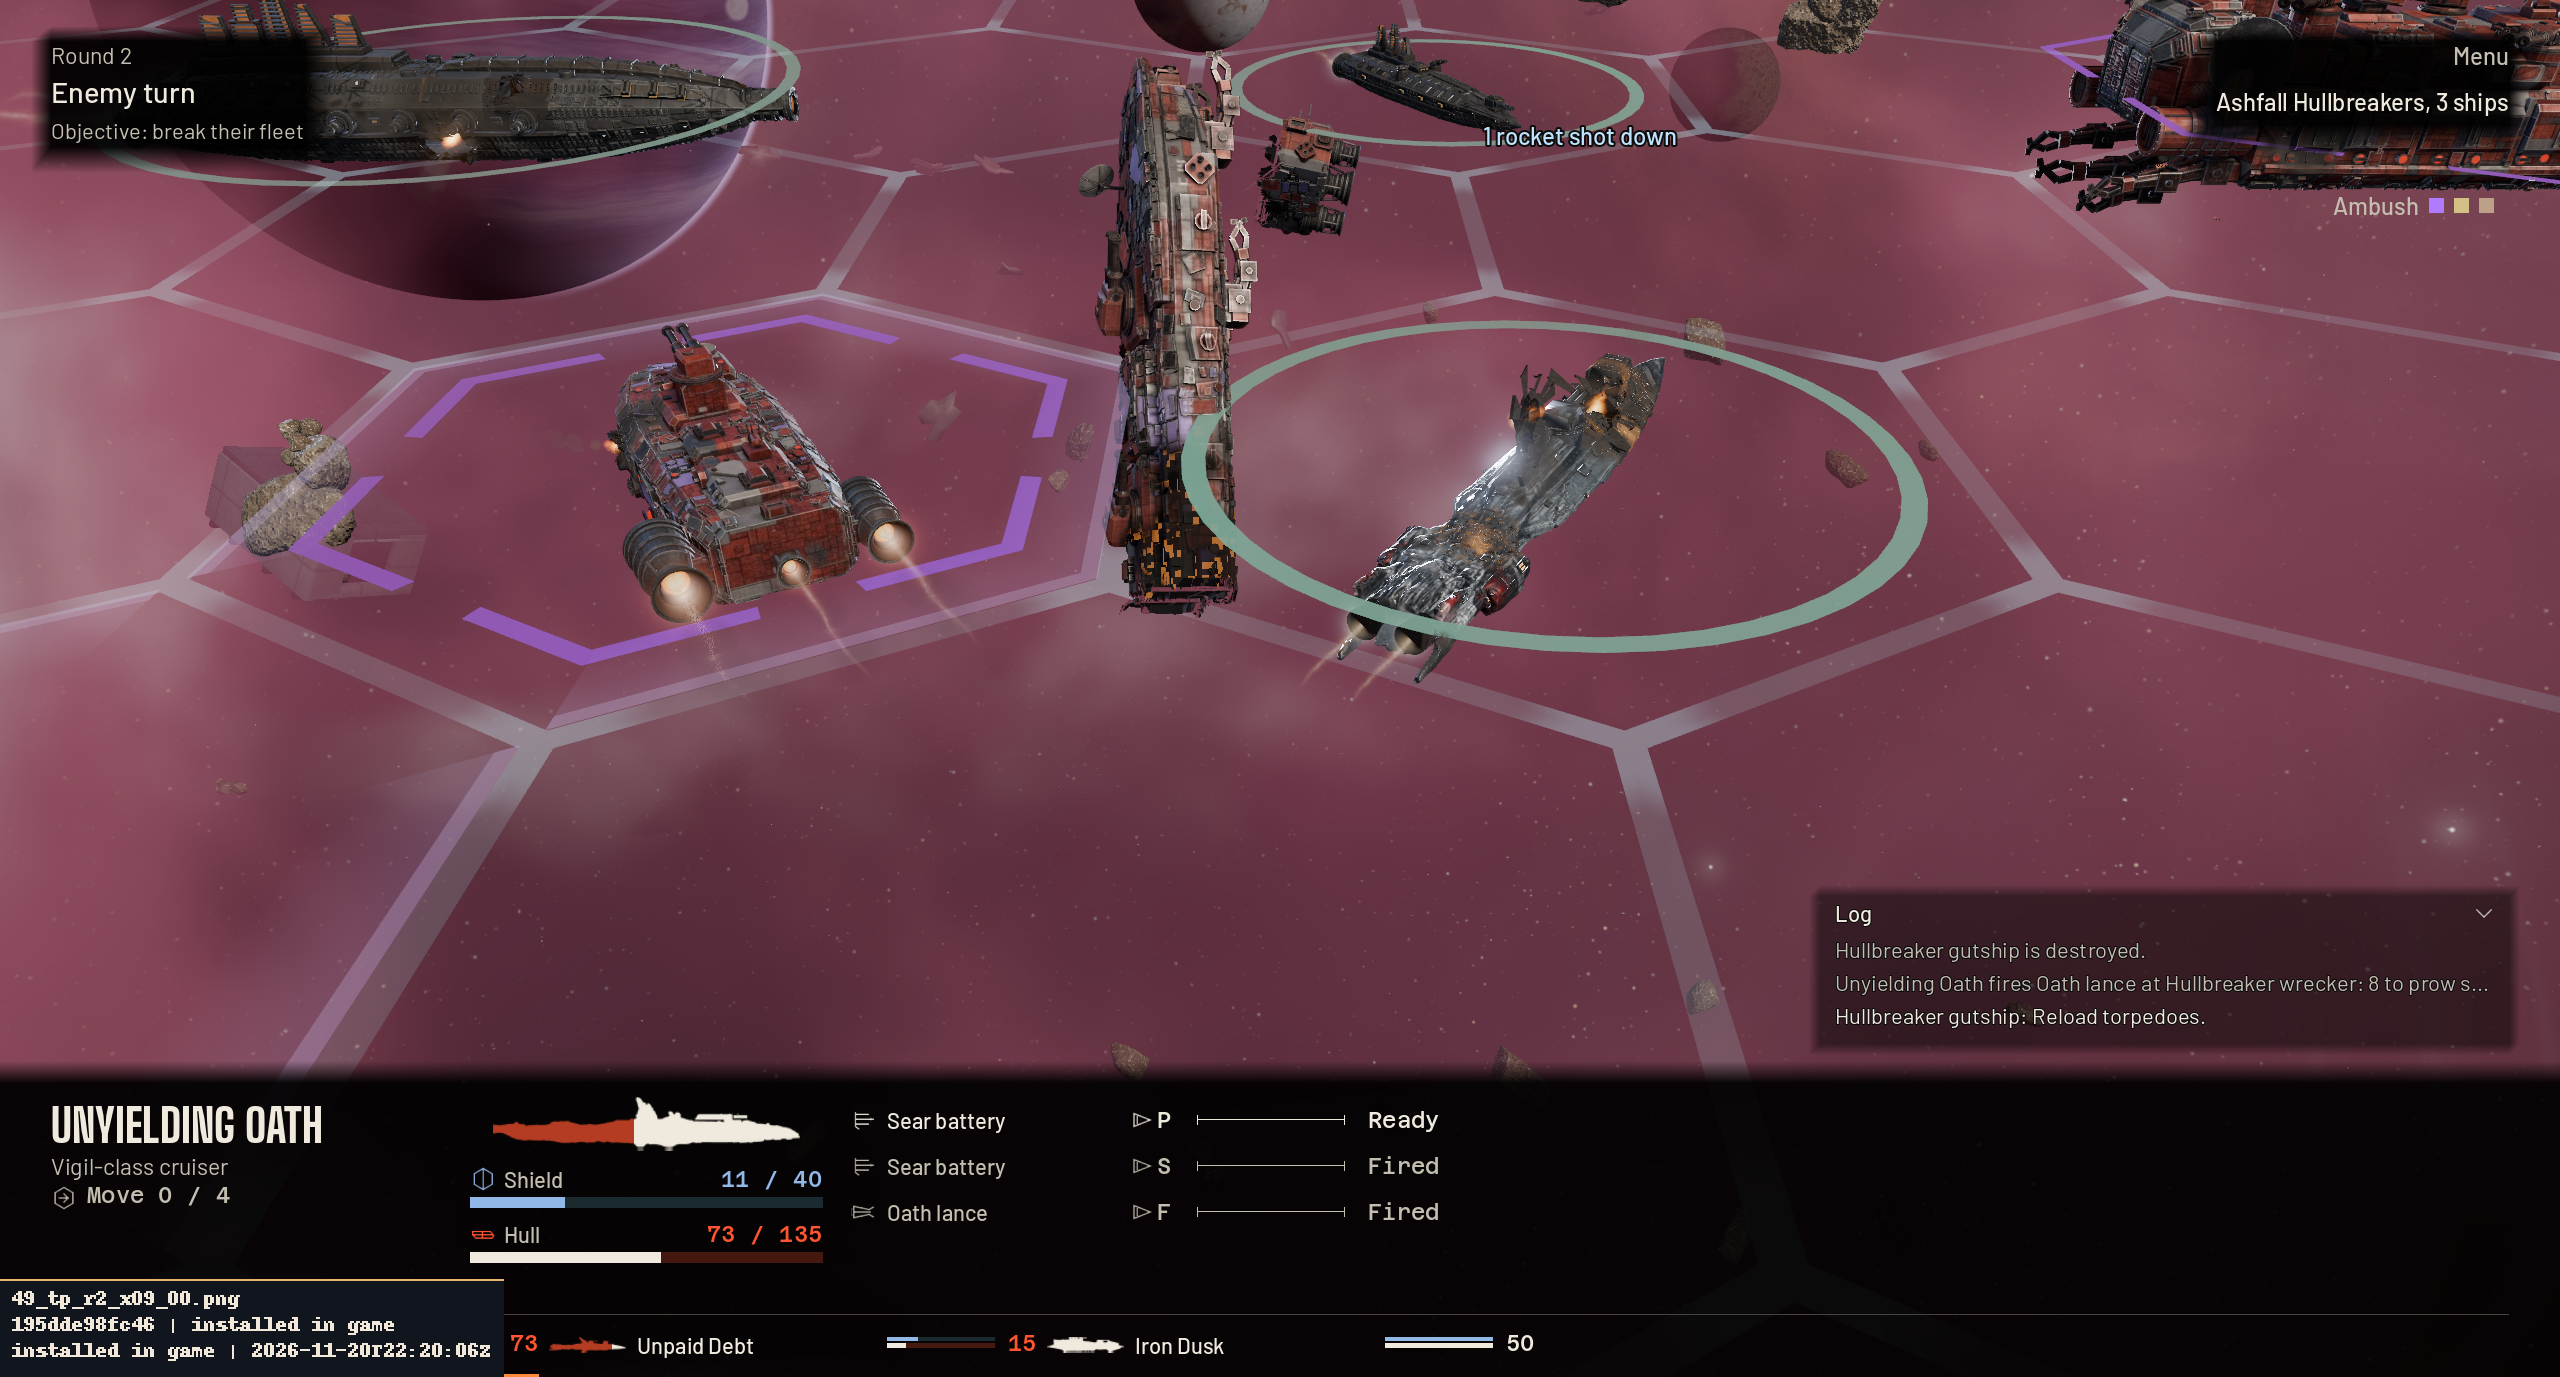 Round 2
Enemy turn
Objective: break their fleet
Menu
Ashfall Hullbreakers, 3 ships
Ambush
1 rocket shot down
Log
Hullbreaker gutship is destroyed.
Unyielding Oath fires Oath lance at Hullbreaker wrecker: 8 to prow s...
Hullbreaker gutship: Reload torpedoes.
UNYIELDING OATH
Vigil-class cruiser
Move 0 / 4
Shield 11 / 40
Hull 73 / 135
Sear battery P Ready
Sear battery S Fired
Oath lance F Fired
49_tp_r2_x09_00.png
195dde98fc46 | installed in game
installed in game | 2026-11-20T22:20:06Z
73 Unpaid Debt 15 Iron Dusk 50